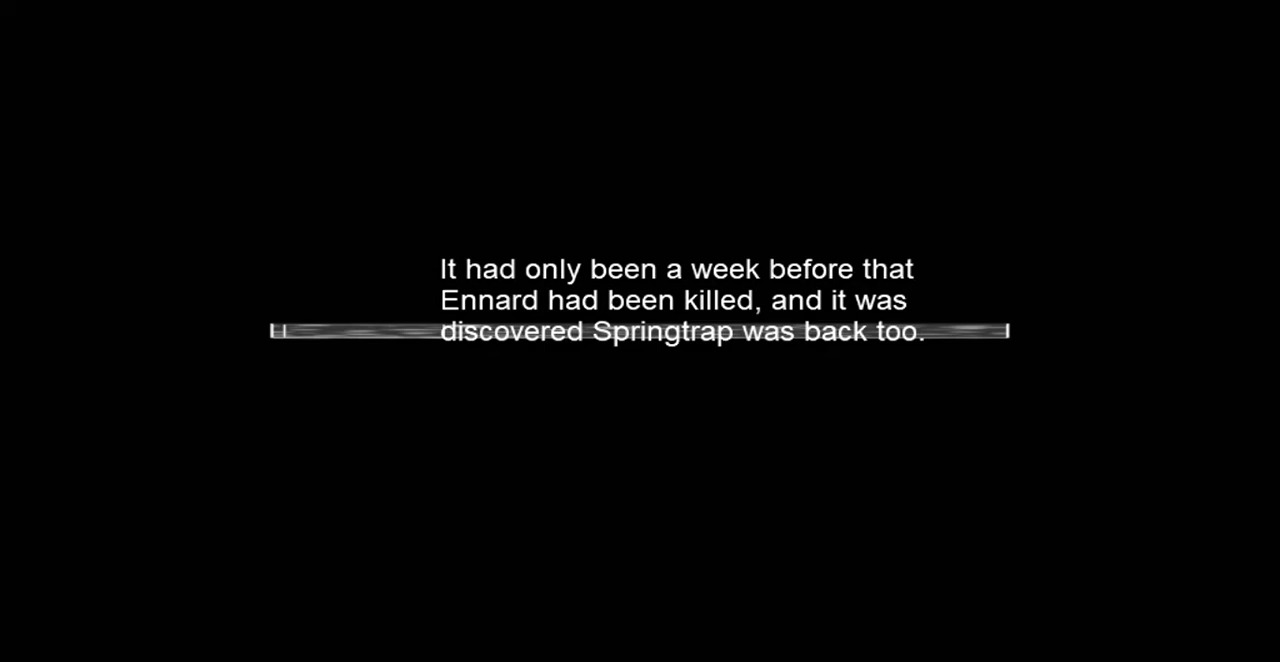 It had only been a week before that
Ennard had been killed, and it was
discovered Springtrap was back too.